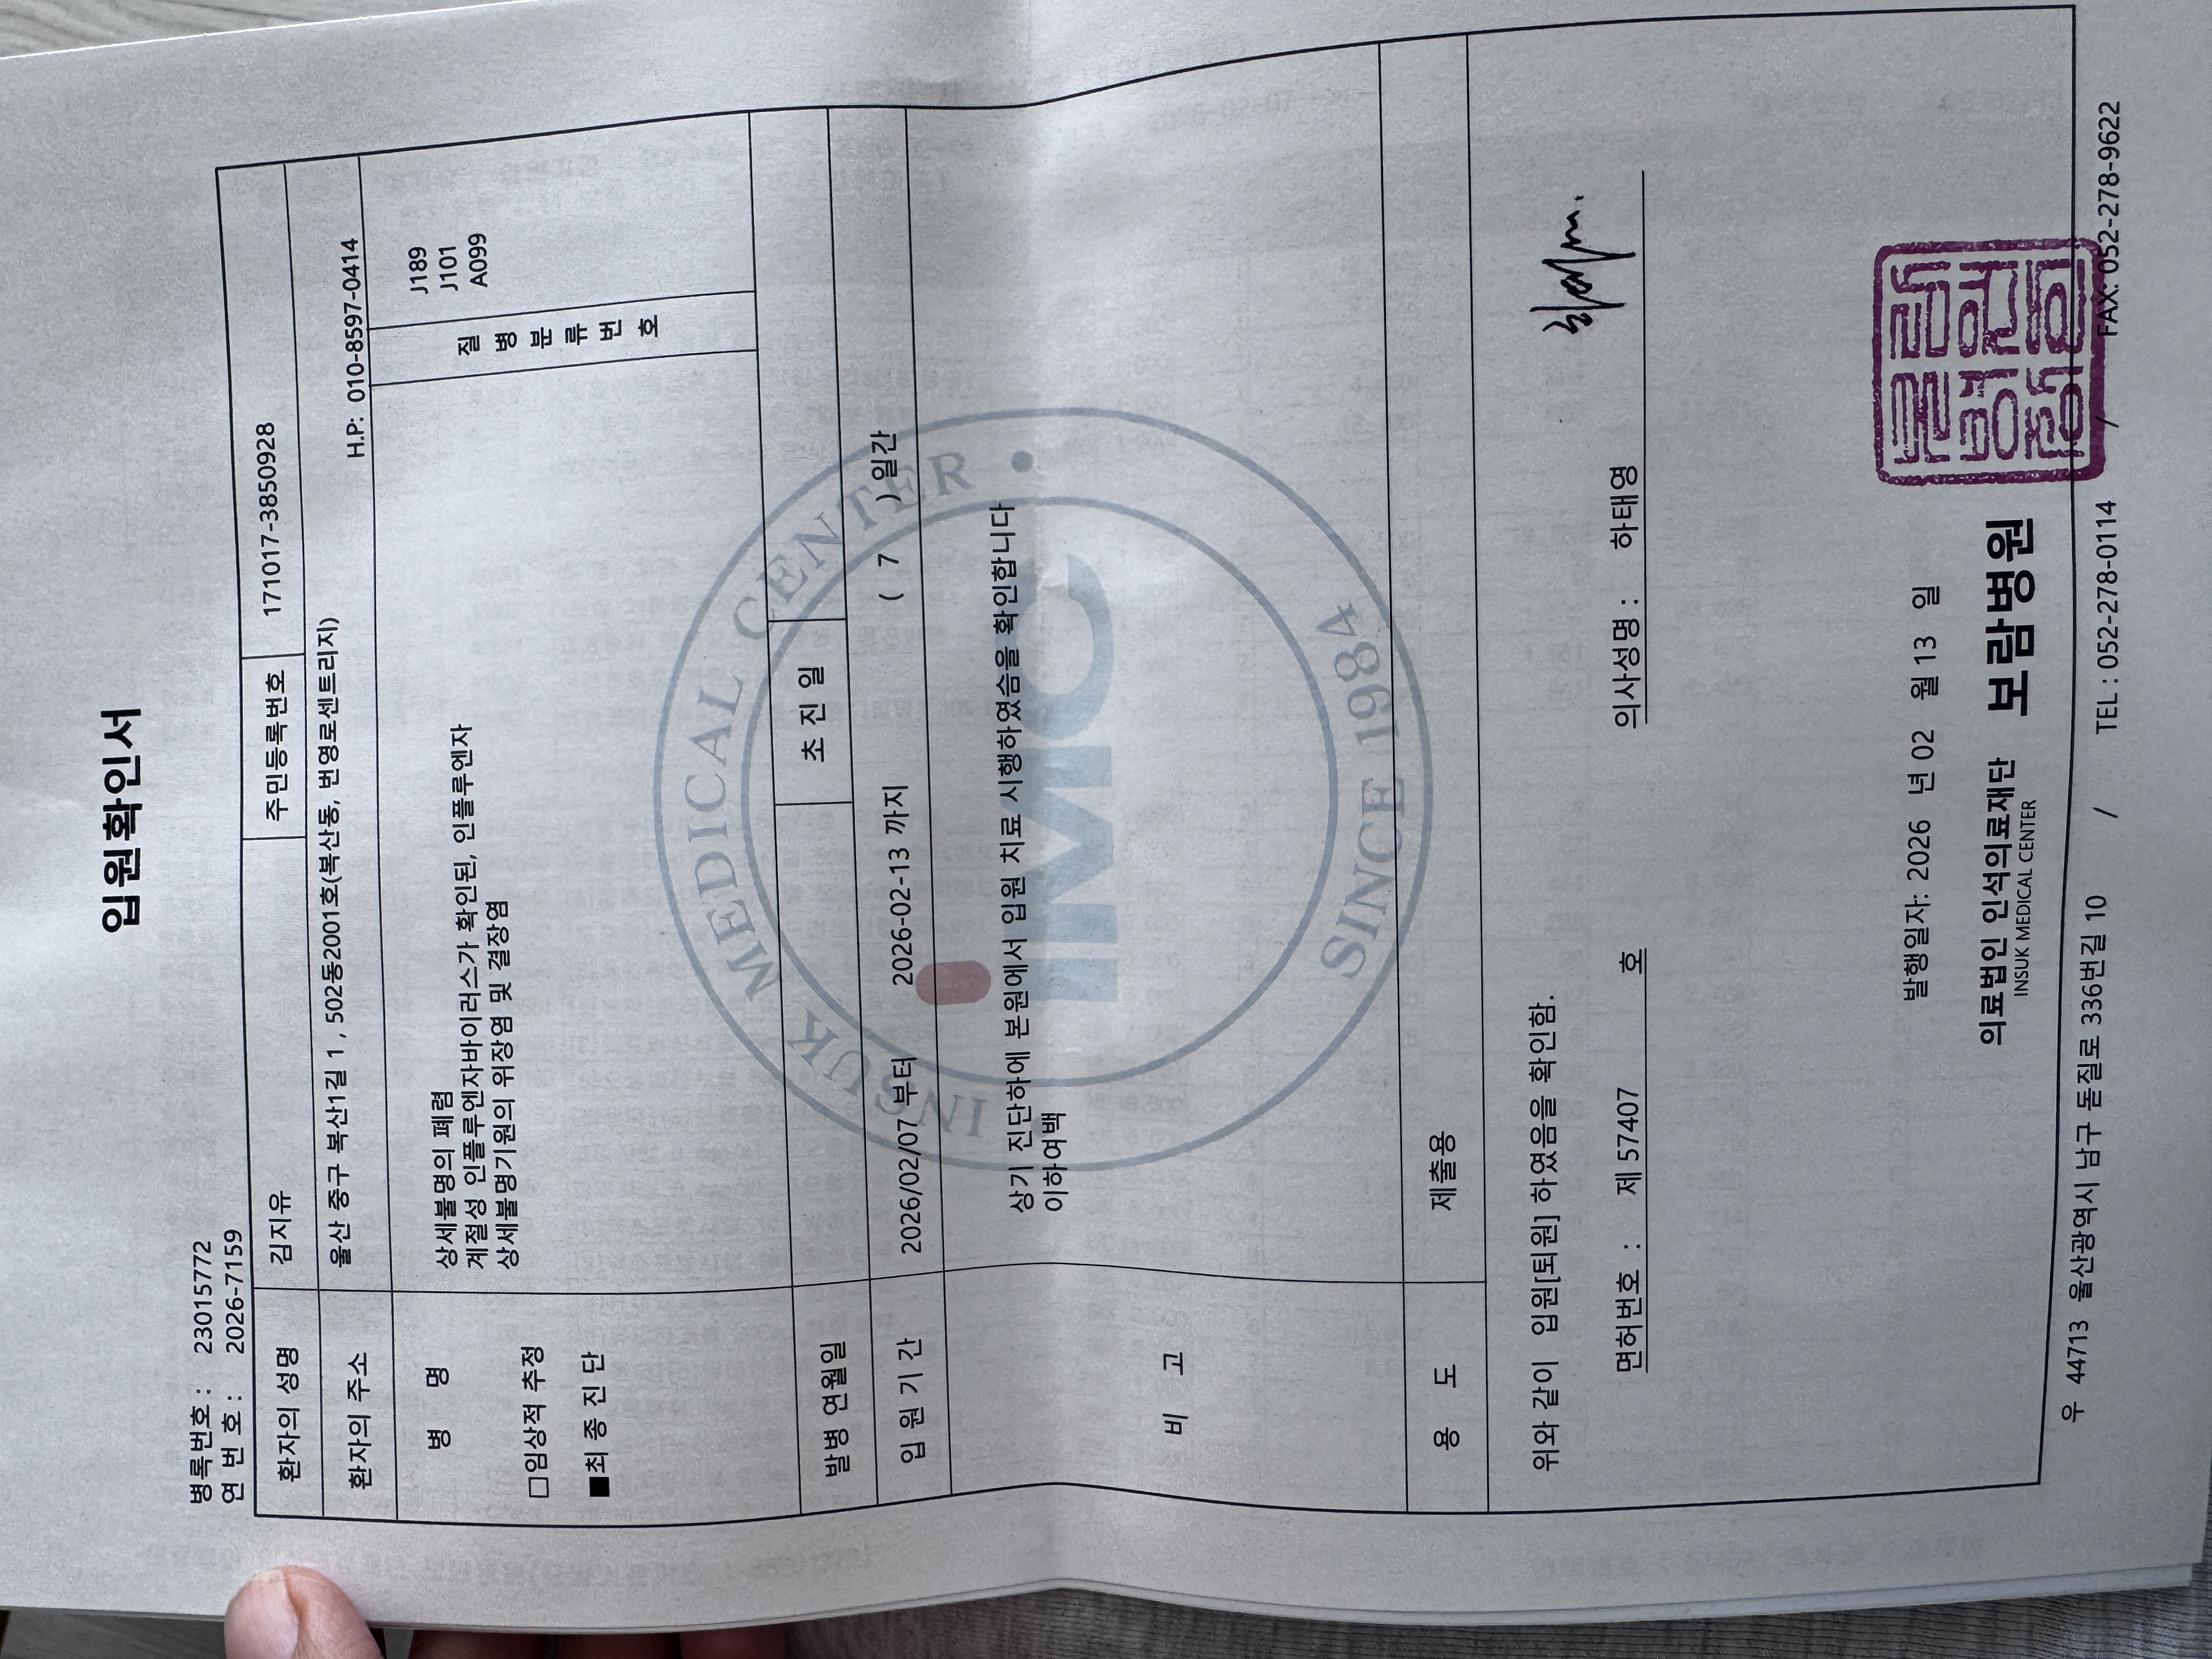 입원확인서
병록번호 : 23015772
연 번 호 : 2026-7159
환자의 성명 김지유 주민등록번호 171017-3850928
환자의 주소 울산 중구 복산1길 1 , 502동2001호(복산동, 번영로센트리지)
H.P: 010-8597-0414
병 명
□임상적 추정
■최 종 진 단
상세불명의 폐렴
계절성 인플루엔자바이러스가 확인된, 인플루엔자
상세불명기원의 위장염 및 결장염
질병분류번호
J189
J101
A099
발병 연월일 초 진 일
입 원 기 간 2026/02/07 부터 2026-02-13 까지 ( 7 ) 일간
비 고
상기 진단하에 본원에서 입원 치료 시행하였슴을 확인합니다
이하여백
INSUK MEDICAL CENTER
IMC
SINCE 1984
용 도 제출용
위와 같이 입원[퇴원] 하였음을 확인함.
면허번호 : 제 57407 호 의사성명 : 하태영
발행일자: 2026 년 02 월 13 일
의료법인 인석의료재단 보람병원
INSUK MEDICAL CENTER
우 44713 울산광역시 남구 돋질로 336번길 10 / TEL : 052-278-0114 / FAX: 052-278-9622